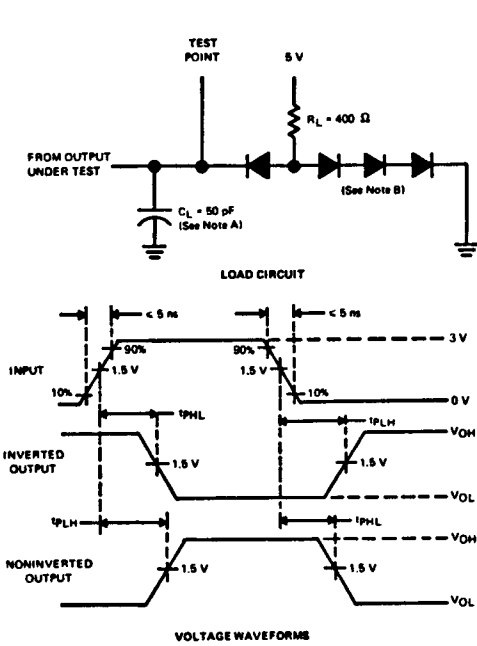 TEST
POINT
5 V
RL = 400 Ω
FROM OUTPUT
UNDER TEST
(See Note B)
CL = 50 pF
(See Note A)
LOAD CIRCUIT
< 5 ns
< 5 ns
3 V
90%
90%
INPUT
1.5 V
1.5 V
10%
10%
0 V
tPHL
tPLH
VOH
INVERTED
OUTPUT
1.5 V
1.5 V
VOL
tPLH
tPHL
VOH
NONINVERTED
OUTPUT
1.5 V
1.5 V
VOL
VOLTAGE WAVEFORMS